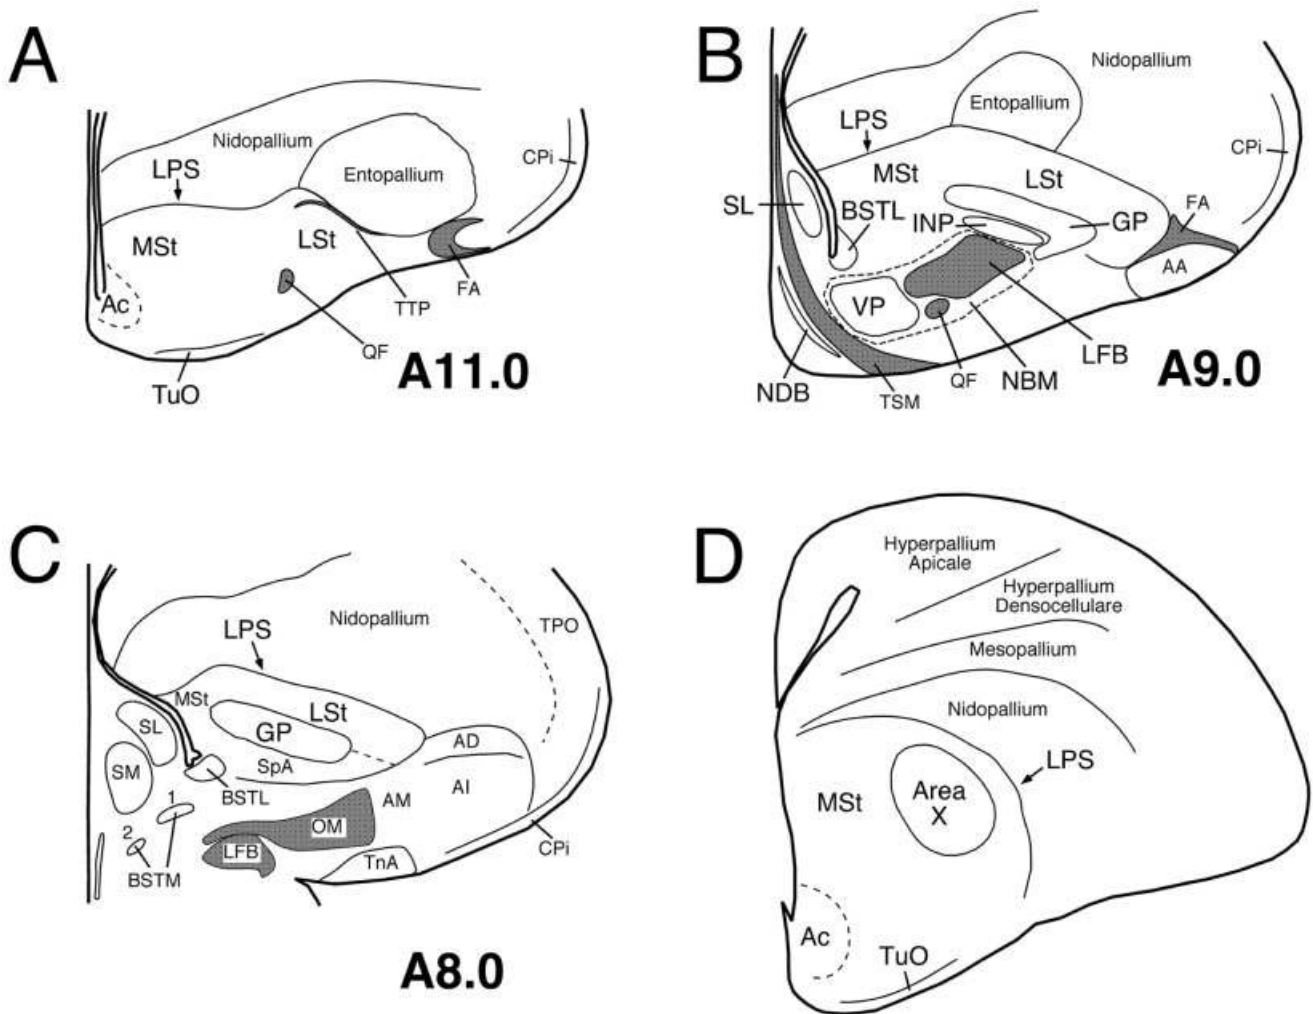 A
Nidopallium
LPS
Entopallium
CPi
MSt
LSt
Ac
FA
TTP
QF
TuO
A11.0
B
Nidopallium
Entopallium
LPS
CPi
MSt
LSt
SL
BSTL
INP
GP
FA
AA
VP
LFB
NDB
TSM
QF
NBM
A9.0
C
Nidopallium
TPO
LPS
MSt
LSt
SL
GP
AD
SM
SpA
AI
BSTL
AM
1
OM
2
LFB
CPi
TnA
BSTM
A8.0
D
Hyperpallium
Apicale
Hyperpallium
Densocellulare
Mesopallium
Nidopallium
LPS
Area
X
MSt
Ac
TuO